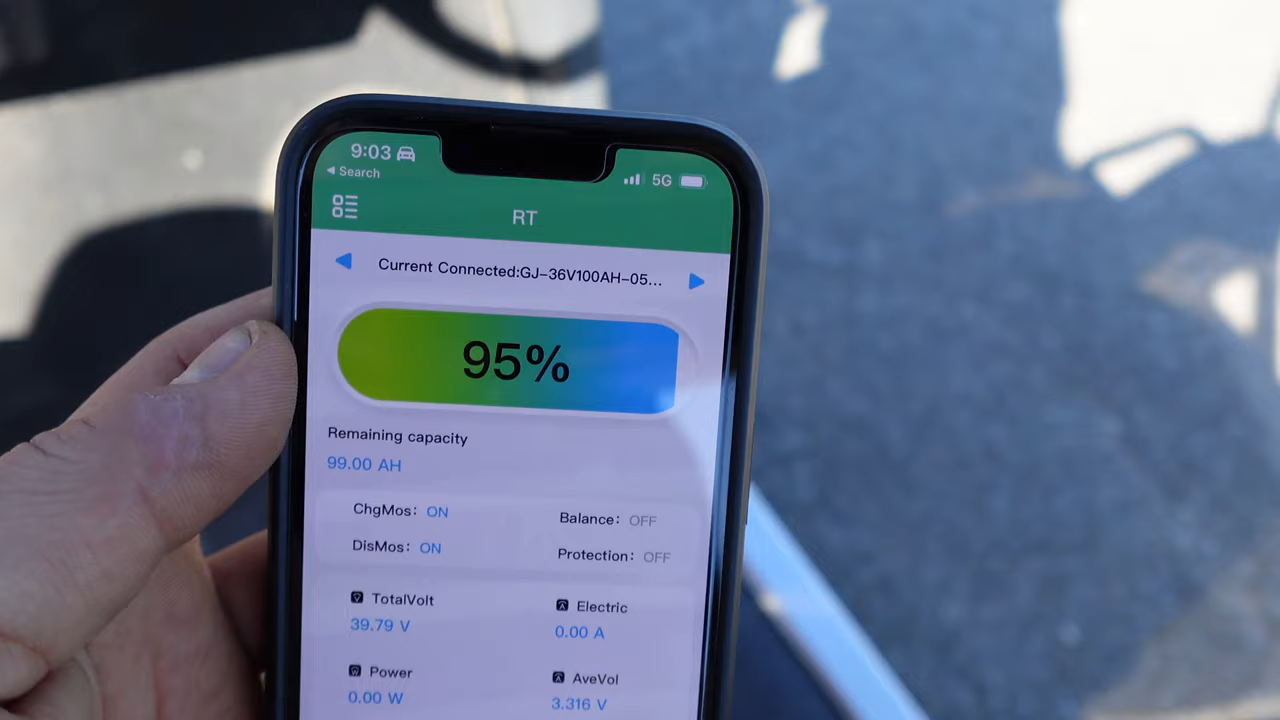 9:03
◀ Search
5G
RT
Current Connected:GJ-36V100AH-05...
95%
Remaining capacity
99.00 AH
ChgMos: ON
Balance: OFF
DisMos: ON
Protection: OFF
TotalVolt
Electric
39.79 V
0.00 A
Power
AveVol
0.00 W
3.316 V